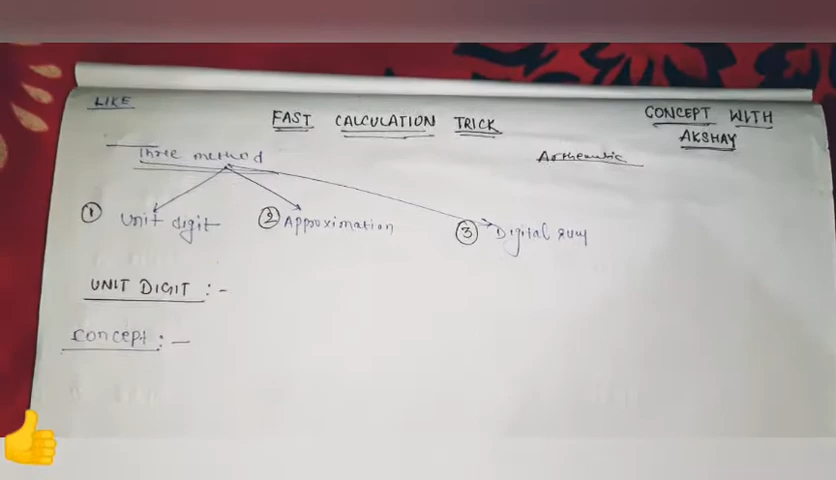 LIKE
FAST CALCULATION TRICK
CONCEPT WITH
AKSHAY
Three method
① Unit digit
② Approximation
③ Digital sum
UNIT DIGIT :-
Concept :-